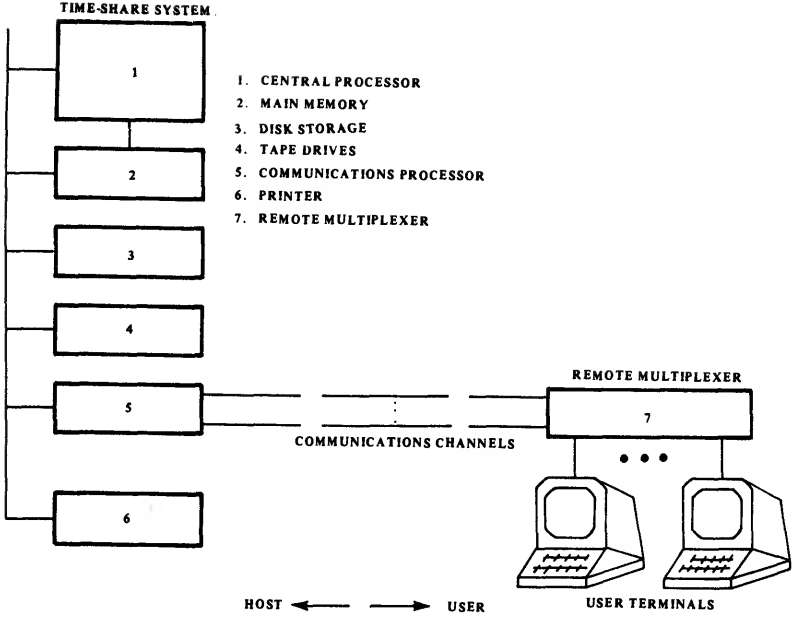 TIME-SHARE SYSTEM
1
1. CENTRAL PROCESSOR
2. MAIN MEMORY
3. DISK STORAGE
4. TAPE DRIVES
5. COMMUNICATIONS PROCESSOR
6. PRINTER
7. REMOTE MULTIPLEXER
2
3
4
5
6
COMMUNICATIONS CHANNELS
REMOTE MULTIPLEXER
7
USER TERMINALS
HOST USER